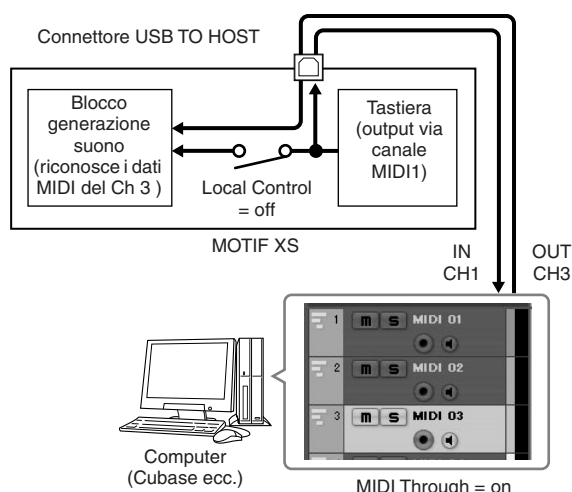 Connettore USB TO HOST
Blocco
generazione
suono
(riconosce i dati
MIDI del Ch 3 )
Tastiera
(output via
canale
MIDI1)
Local Control
= off
MOTIF XS
IN
CH1
OUT
CH3
1 m S MIDI 01
2 m S MIDI 02
3 m S MIDI 03
Computer
(Cubase ecc.)
MIDI Through = on